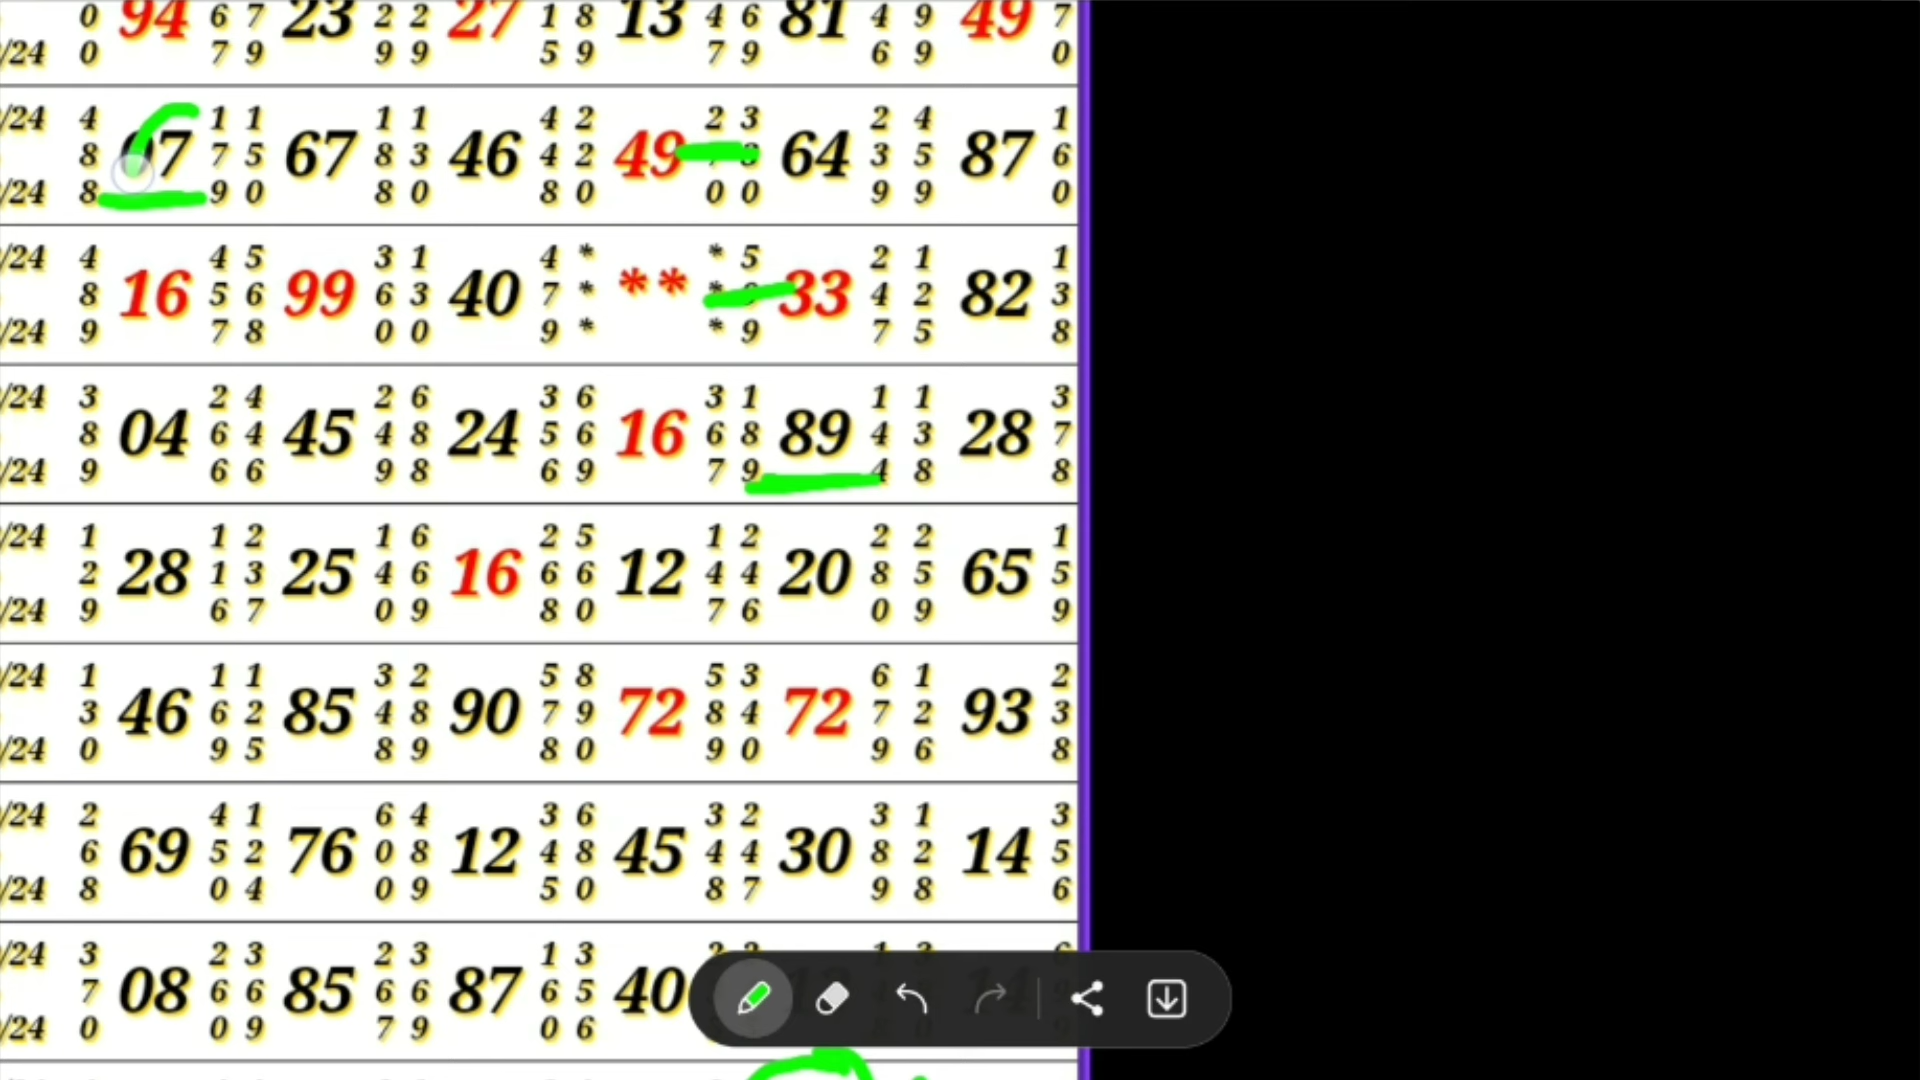 0 94 6 7 23 2 2 27 1 8 13 4 6 81 4 9 49 7
/24 0 7 9 9 9 5 9 7 9 6 9 0
/24 4 1 1 1 1 4 2 2 3 2 4 1
8 07 7 5 67 8 3 46 4 2 49 64 3 5 87 6
/24 8 9 0 8 0 8 0 0 0 9 9 0
/24 4 4 5 3 1 4 * * 5 2 1 1
8 16 5 6 99 6 3 40 7 * ** * 33 4 2 82 3
/24 9 7 8 0 0 9 * * 9 7 5 8
/24 3 2 4 2 6 3 6 3 1 1 1 3
8 04 6 4 45 4 8 24 5 6 16 6 8 89 4 3 28 7
/24 9 6 6 9 8 6 9 7 9 4 8 8
/24 1 1 2 1 6 2 5 1 2 2 2 1
2 28 1 3 25 4 6 16 6 6 12 4 4 20 8 5 65 5
/24 9 6 7 0 9 8 0 7 6 0 9 9
/24 1 1 1 3 2 5 8 5 3 6 1 2
3 46 6 2 85 4 8 90 7 9 72 8 4 72 7 2 93 3
/24 0 9 5 8 9 8 0 9 0 9 6 8
/24 2 4 1 6 4 3 6 3 2 3 1 3
6 69 5 2 76 0 8 12 4 8 45 4 4 30 8 2 14 5
/24 8 0 4 0 9 5 0 8 7 9 8 6
/24 3 2 3 2 3 1 3
7 08 6 6 85 6 6 87 6 5 40
/24 0 0 9 7 9 0 6